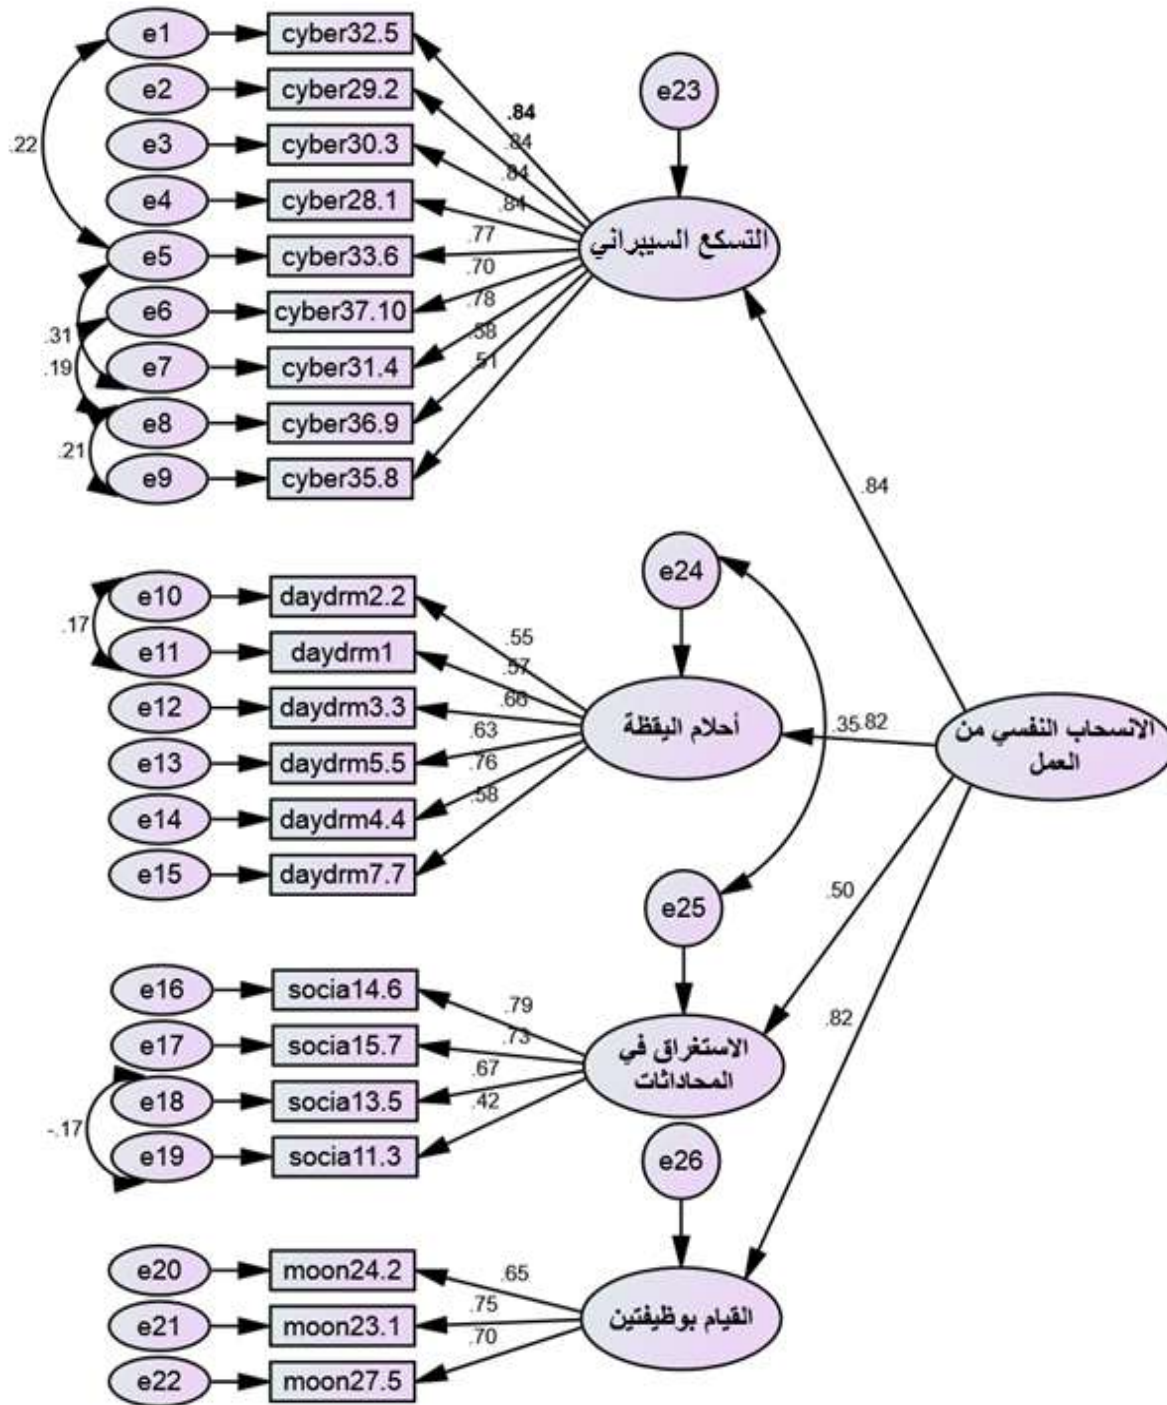 e1
cyber32.5
e2
cyber29.2
e3
cyber30.3
e4
cyber28.1
e5
cyber33.6
e6
cyber37.10
e7
cyber31.4
e8
cyber36.9
e9
cyber35.8
.22
.31
.19
.21
.84
.84
.84
.84
.77
.70
.78
.58
.51
e23
التسكع السيبراني
.84
e10
daydrm2.2
e11
daydrm1
e12
daydrm3.3
e13
daydrm5.5
e14
daydrm4.4
e15
daydrm7.7
.17
.55
.57
.66
.63
.76
.58
e24
أحلام اليقظة
.35
.82
الانسحاب النفسي من
العمل
e25
.50
e16
socia14.6
e17
socia15.7
e18
socia13.5
e19
socia11.3
-.17
.79
.73
.67
.42
الاستغراق في
المحاداثات
.82
e26
e20
moon24.2
e21
moon23.1
e22
moon27.5
.65
.75
.70
القيام بوظيفتين